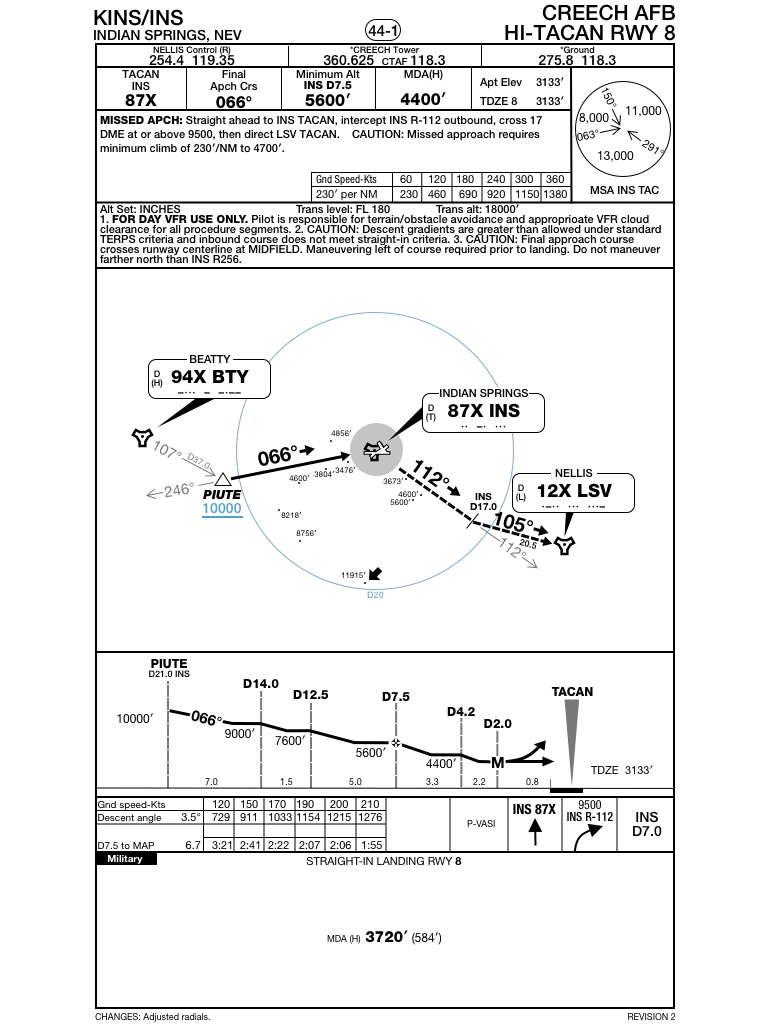 KINS/INS
INDIAN SPRINGS, NEV
44-1
CREECH AFB
HI-TACAN RWY 8
NELLIS Control (R)
254.4 119.35
*CREECH Tower
360.625 CTAF 118.3
*Ground
275.8 118.3
TACAN
INS
87X
Final
Apch Crs
066°
Minimum Alt
INS D7.5
5600′
MDA(H)
4400′
Apt Elev 3133′
TDZE 8 3133′
150°
8,000
11,000
063°
291°
13,000
MSA INS TAC
MISSED APCH: Straight ahead to INS TACAN, intercept INS R-112 outbound, cross 17
DME at or above 9500, then direct LSV TACAN. CAUTION: Missed approach requires
minimum climb of 230′/NM to 4700′.
Gnd Speed-Kts 60 120 180 240 300 360
230′ per NM 230 460 690 920 1150 1380
Alt Set: INCHES Trans level: FL 180 Trans alt: 18000′
1. FOR DAY VFR USE ONLY. Pilot is responsible for terrain/obstacle avoidance and approprioate VFR cloud
clearance for all procedure segments. 2. CAUTION: Descent gradients are greater than allowed under standard
TERPS criteria and inbound course does not meet straight-in criteria. 3. CAUTION: Final approach course
crosses runway centerline at MIDFIELD. Maneuvering left of course required prior to landing. Do not maneuver
farther north than INS R256.
BEATTY
D
(H)
94X BTY
INDIAN SPRINGS
D
(T)
87X INS
NELLIS
D
(L)
12X LSV
107°
D37.0
246°
PIUTE
10000
066°
4856′
4600′
3804′
3476′
3673′
4600′
5600′
8218′
8756′
11915′
D20
112°
INS
D17.0
105°
20.5
112°
PIUTE
D21.0 INS
D14.0
D12.5
D7.5
D4.2
D2.0
TACAN
10000′
066°
9000′
7600′
5600′
4400′
M
TDZE 3133′
7.0 1.5 5.0 3.3 2.2 0.8
Gnd speed-Kts 120 150 170 190 200 210
Descent angle 3.5° 729 911 1033 1154 1215 1276
D7.5 to MAP 6.7 3:21 2:41 2:22 2:07 2:06 1:55
P-VASI
INS 87X
9500
INS R-112
INS
D7.0
Military
STRAIGHT-IN LANDING RWY 8
MDA (H) 3720′ (584′)
CHANGES: Adjusted radials.
REVISION 2